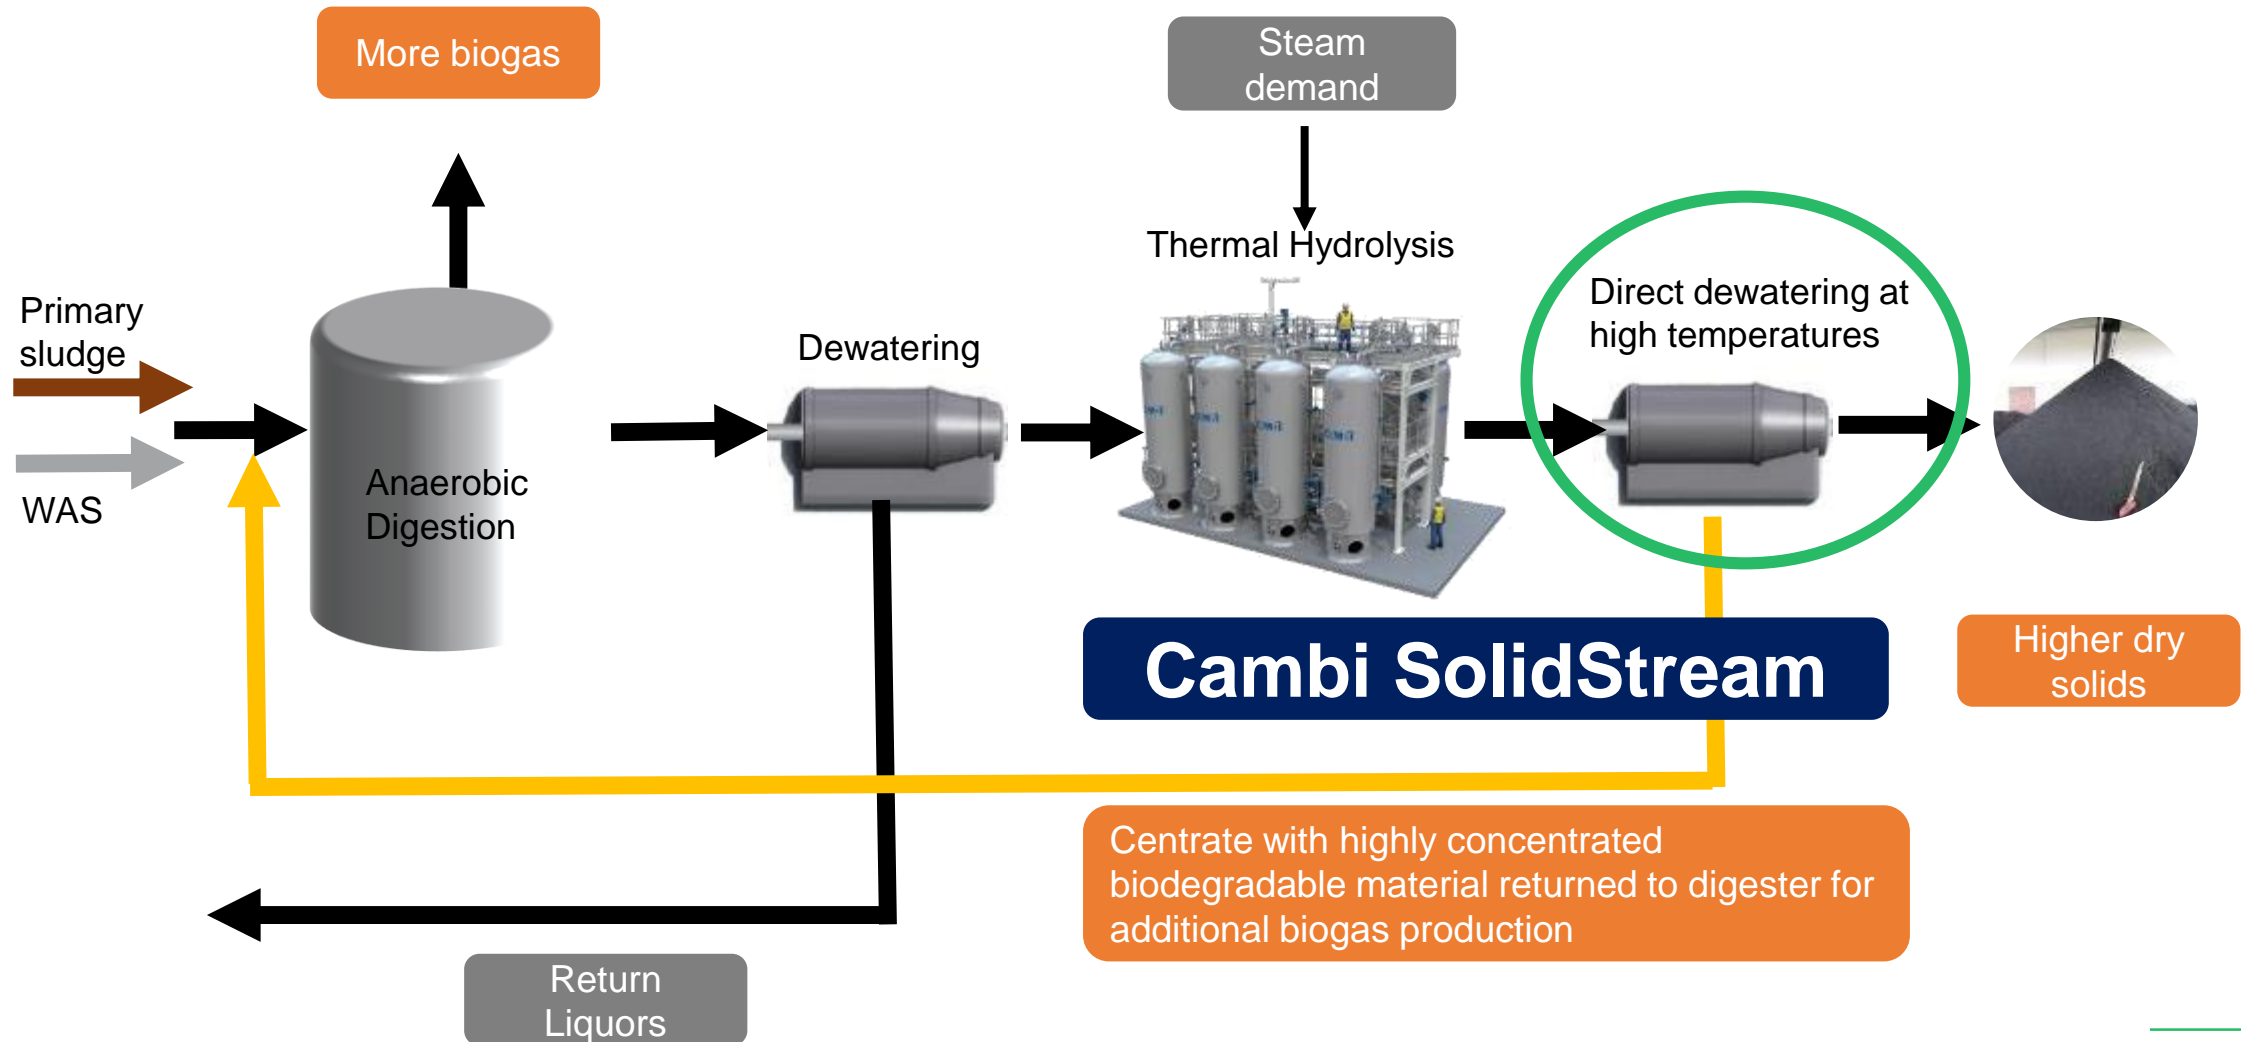 More biogas
Steam
demand
Thermal Hydrolysis
Primary
sludge
Direct dewatering at
high temperatures
Dewatering
WAS
Anaerobic
Digestion
Cambi SolidStream
Higher dry
solids
Centrate with highly concentrated
biodegradable material returned to digester for
additional biogas production
Return
Liquors